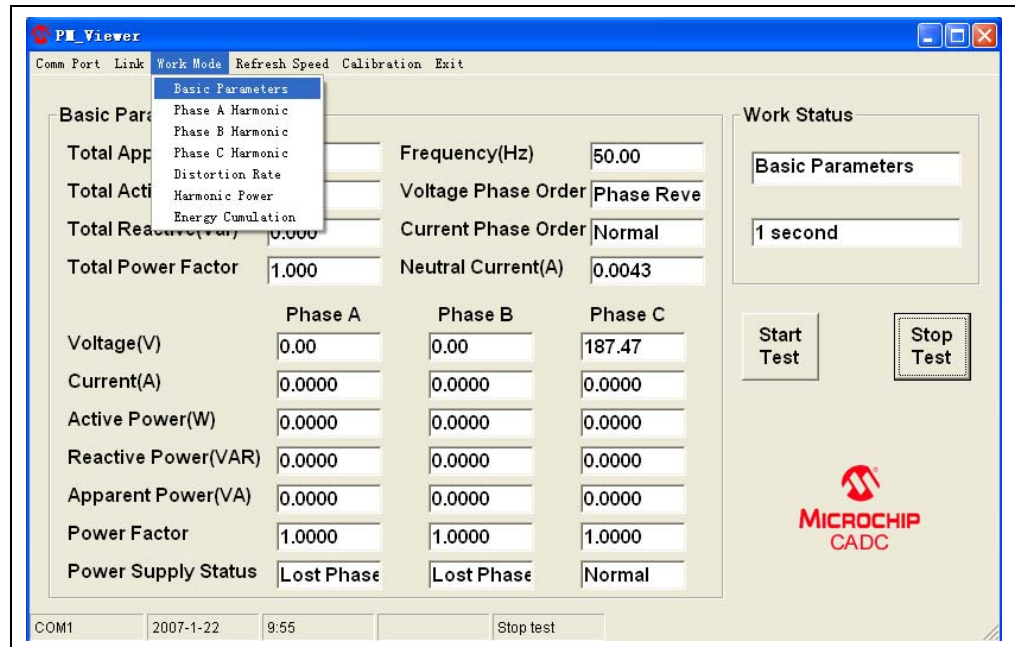 PM_Viewer
Comm Port Link Work Mode Refresh Speed Calibration Exit
Basic Parameters
Phase A Harmonic
Phase B Harmonic
Phase C Harmonic
Distortion Rate
Harmonic Power
Energy Cumulation
Basic Para
Total App
Frequency(Hz) 50.00
Total Acti
Voltage Phase Order Phase Reve
Total Reactive(Var) 0.000
Current Phase Order Normal
Total Power Factor 1.000
Neutral Current(A) 0.0043
Phase A Phase B Phase C
Voltage(V) 0.00 0.00 187.47
Current(A) 0.0000 0.0000 0.0000
Active Power(W) 0.0000 0.0000 0.0000
Reactive Power(VAR) 0.0000 0.0000 0.0000
Apparent Power(VA) 0.0000 0.0000 0.0000
Power Factor 1.0000 1.0000 1.0000
Power Supply Status Lost Phase Lost Phase Normal
Work Status
Basic Parameters
1 second
Start
Test
Stop
Test
MICROCHIP
CADC
COM1 2007-1-22 9:55 Stop test